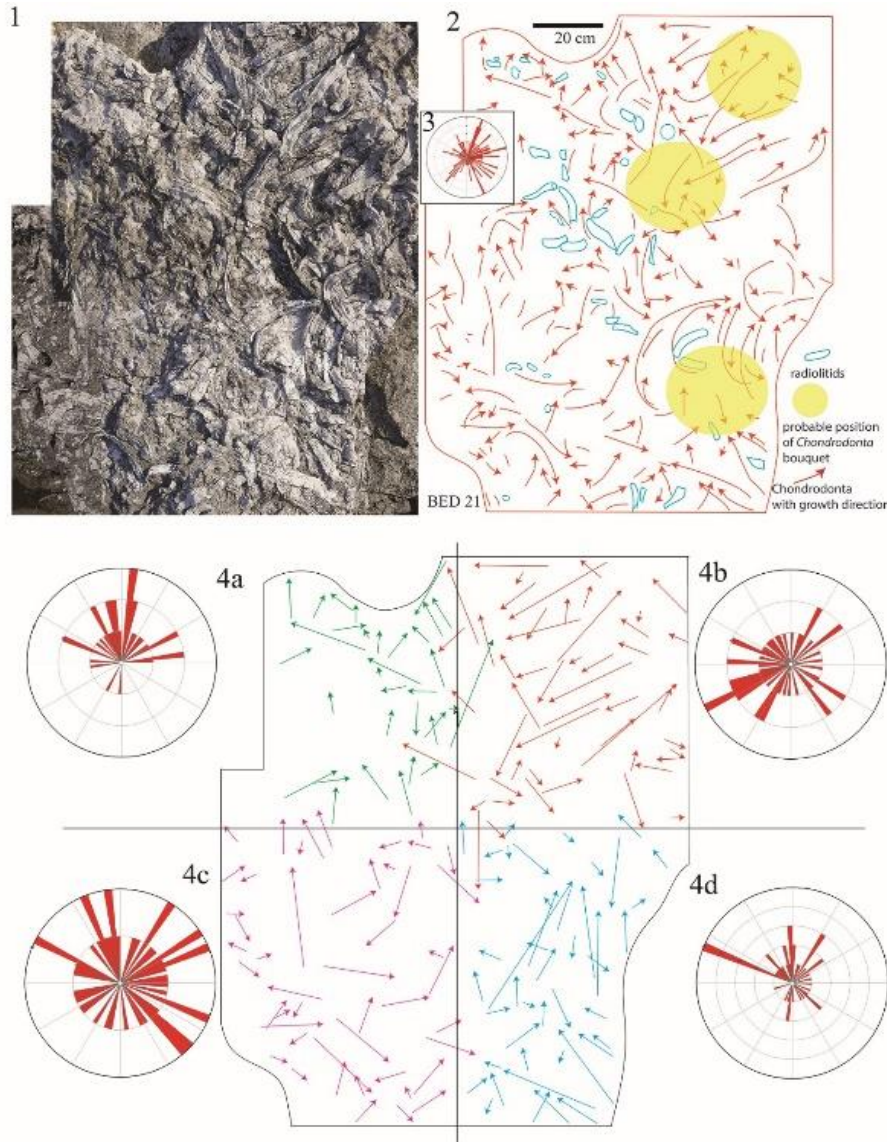 1
2
20 cm
3
radiolitids
probable position
of Chondrodonta
bouquet
Chondrodonta
with growth direction
BED 21
4a
4b
4c
4d